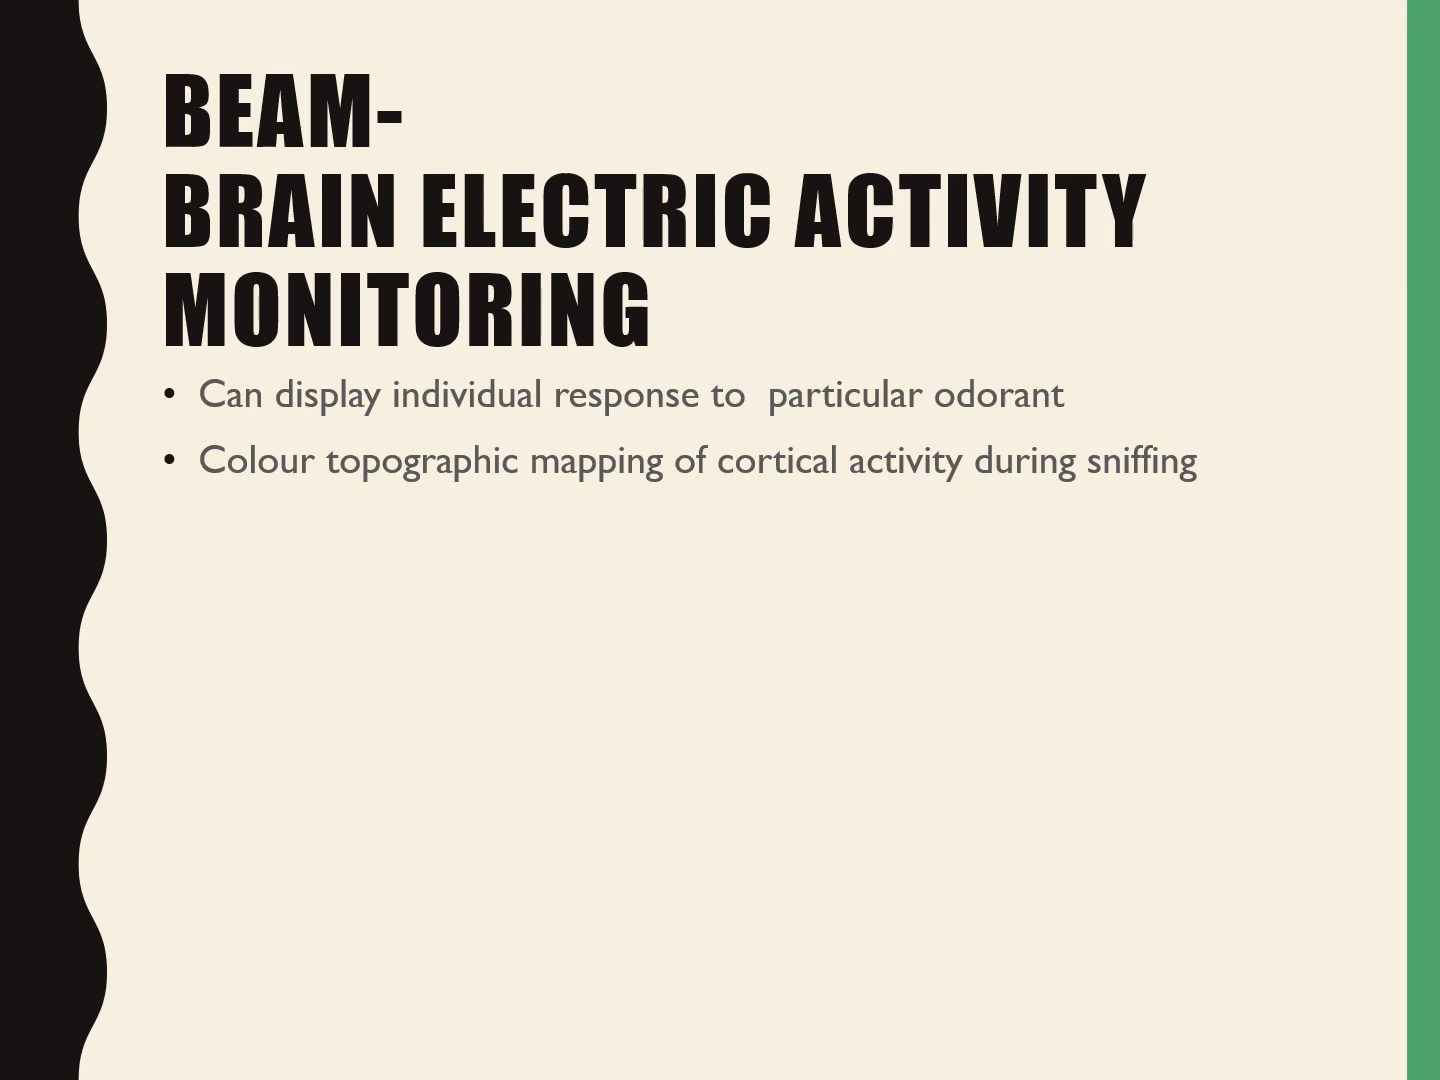 BEAM-
BRAIN ELECTRIC ACTIVITY
MONITORING
• Can display individual response to  particular odorant
• Colour topographic mapping of cortical activity during sniffing